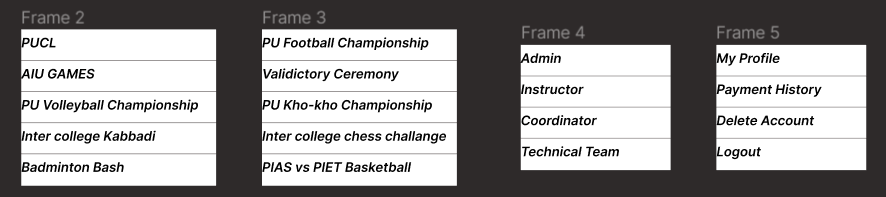 Frame 2
PUCL
AIU GAMES
PU Volleyball Championship
Inter college Kabbadi
Badminton Bash
Frame 3
PU Football Championship
Validictory Ceremony
PU Kho-kho Championship
Inter college chess challange
PIAS vs PIET Basketball
Frame 4
Admin
Instructor
Coordinator
Technical Team
Frame 5
My Profile
Payment History
Delete Account
Logout